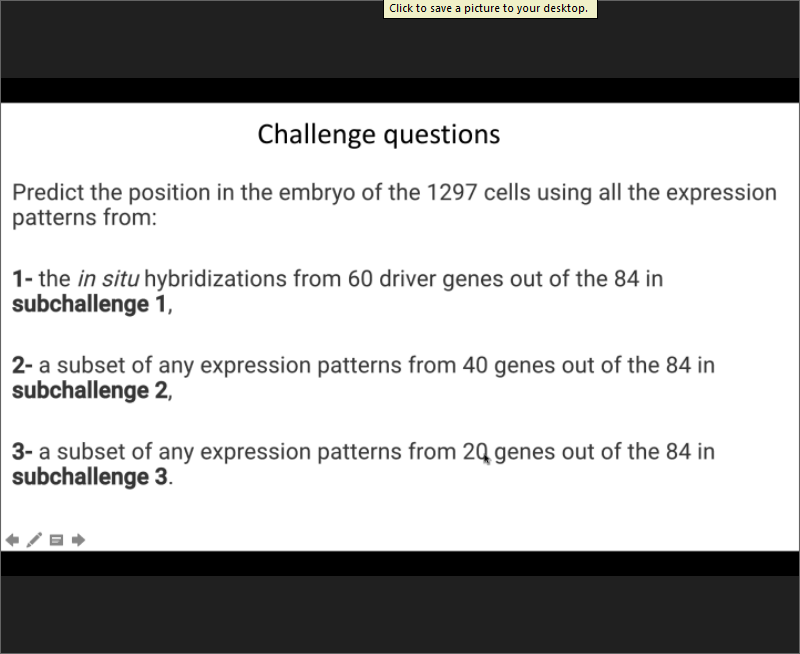 Click to save a picture to your desktop.
Challenge questions
Predict the position in the embryo of the 1297 cells using all the expression
patterns from:
1- the in situ hybridizations from 60 driver genes out of the 84 in
subchallenge 1,
2- a subset of any expression patterns from 40 genes out of the 84 in
subchallenge 2,
3- a subset of any expression patterns from 20 genes out of the 84 in
subchallenge 3.